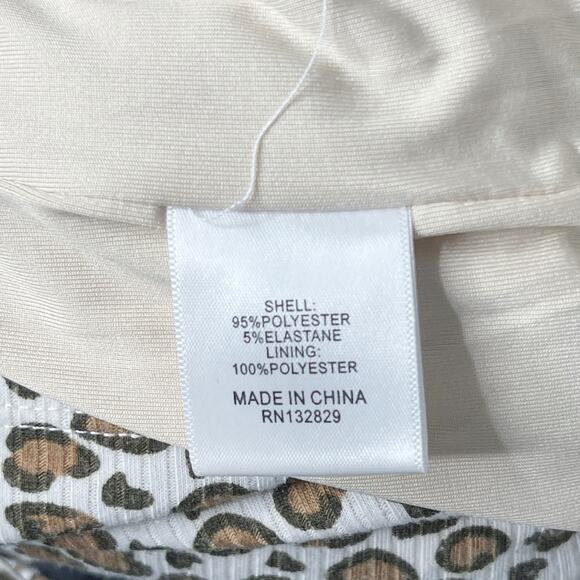 SHELL:
95%POLYESTER
5%ELASTANE
LINING:
100%POLYESTER
MADE IN CHINA
RN132829